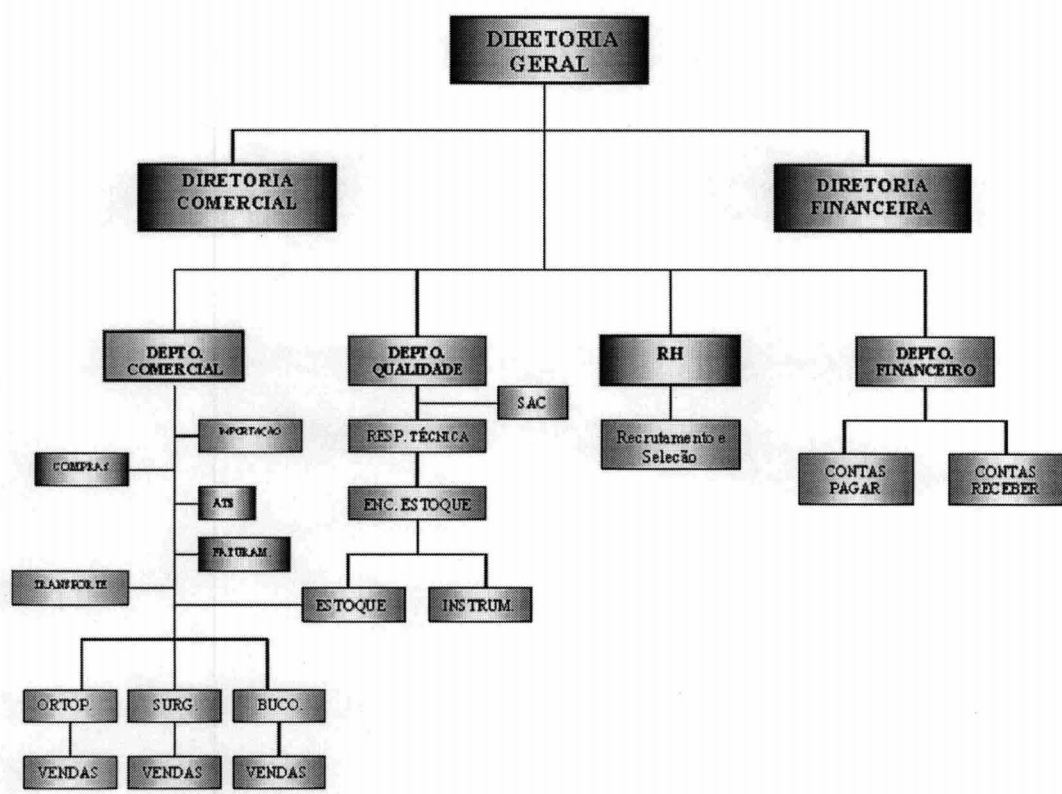 DIRETORIA
GERAL
DIRETORIA
COMERCIAL
DIRETORIA
FINANCEIRA
DEPTO.
COMERCIAL
DEPTO.
QUALIDADE
RH
DEPTO.
FINANCEIRO
SAC
IMPORTAÇÃO
RESP. TÉCNICA
Recrutamento e
Seleção
COMPRAS
CONTAS
PAGAR
CONTAS
RECEBER
ENC. ESTOQUE
FATURAM.
TRANSPORTE
ESTOQUE
INSTRUM.
ORTOP.
SURG.
BUCO.
VENDAS
VENDAS
VENDAS